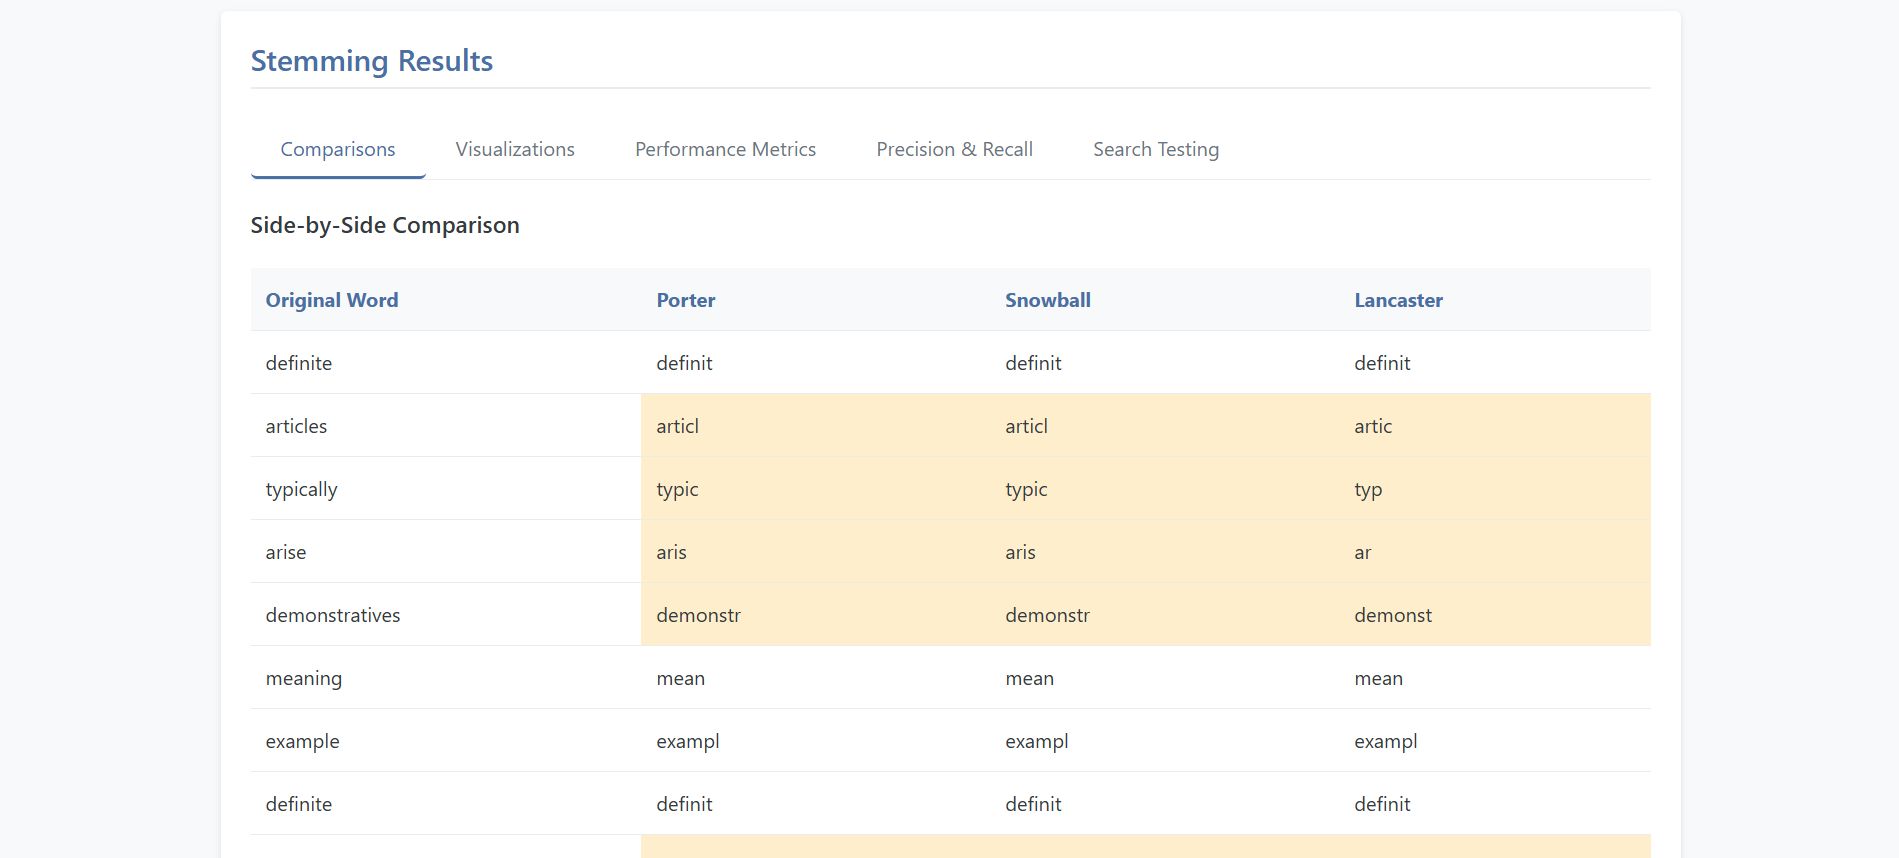 Stemming Results
Comparisons Visualizations Performance Metrics Precision & Recall Search Testing
Side-by-Side Comparison
Original Word Porter Snowball Lancaster
definite definit definit definit
articles articl articl artic
typically typic typic typ
arise aris aris ar
demonstratives demonstr demonstr demonst
meaning mean mean mean
example exampl exampl exampl
definite definit definit definit